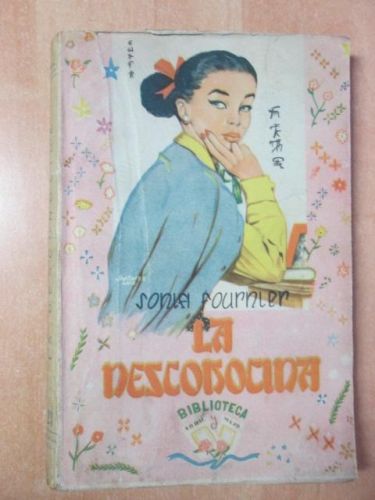 SONIA FOURNIER
LA
DESCONOCIDA
BIBLIOTECA
y